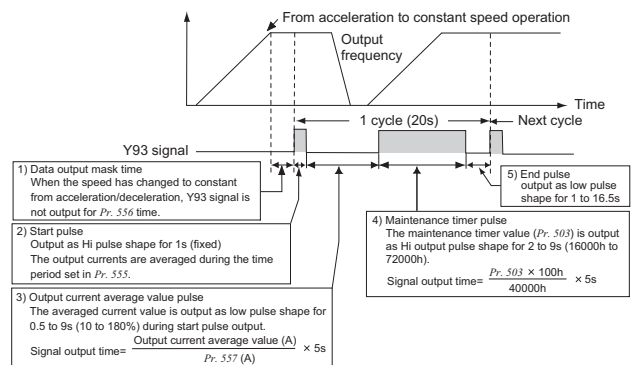 From acceleration to constant speed operation
Output
frequency
Time
1 cycle (20s)
Next cycle
Y93 signal
1) Data output mask time
When the speed has changed to constant
from acceleration/deceleration, Y93 signal is
not output for Pr. 556 time.
5) End pulse
output as low pulse
shape for 1 to 16.5s
2) Start pulse
Output as Hi pulse shape for 1s (fixed)
The output currents are averaged during the time
period set in Pr. 555.
4) Maintenance timer pulse
The maintenance timer value (Pr. 503) is output
as Hi output pulse shape for 2 to 9s (16000h to
72000h).
Signal output time= Pr. 503 × 100h / 40000h × 5s
3) Output current average value pulse
The averaged current value is output as low pulse shape for
0.5 to 9s (10 to 180%) during start pulse output.
Signal output time= Output current average value (A) / Pr. 557 (A) × 5s